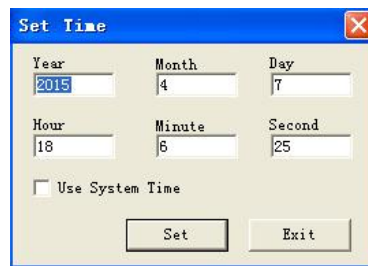 Set Time
Year Month Day
2015 4 7
Hour Minute Second
18 6 25
Use System Time
Set Exit